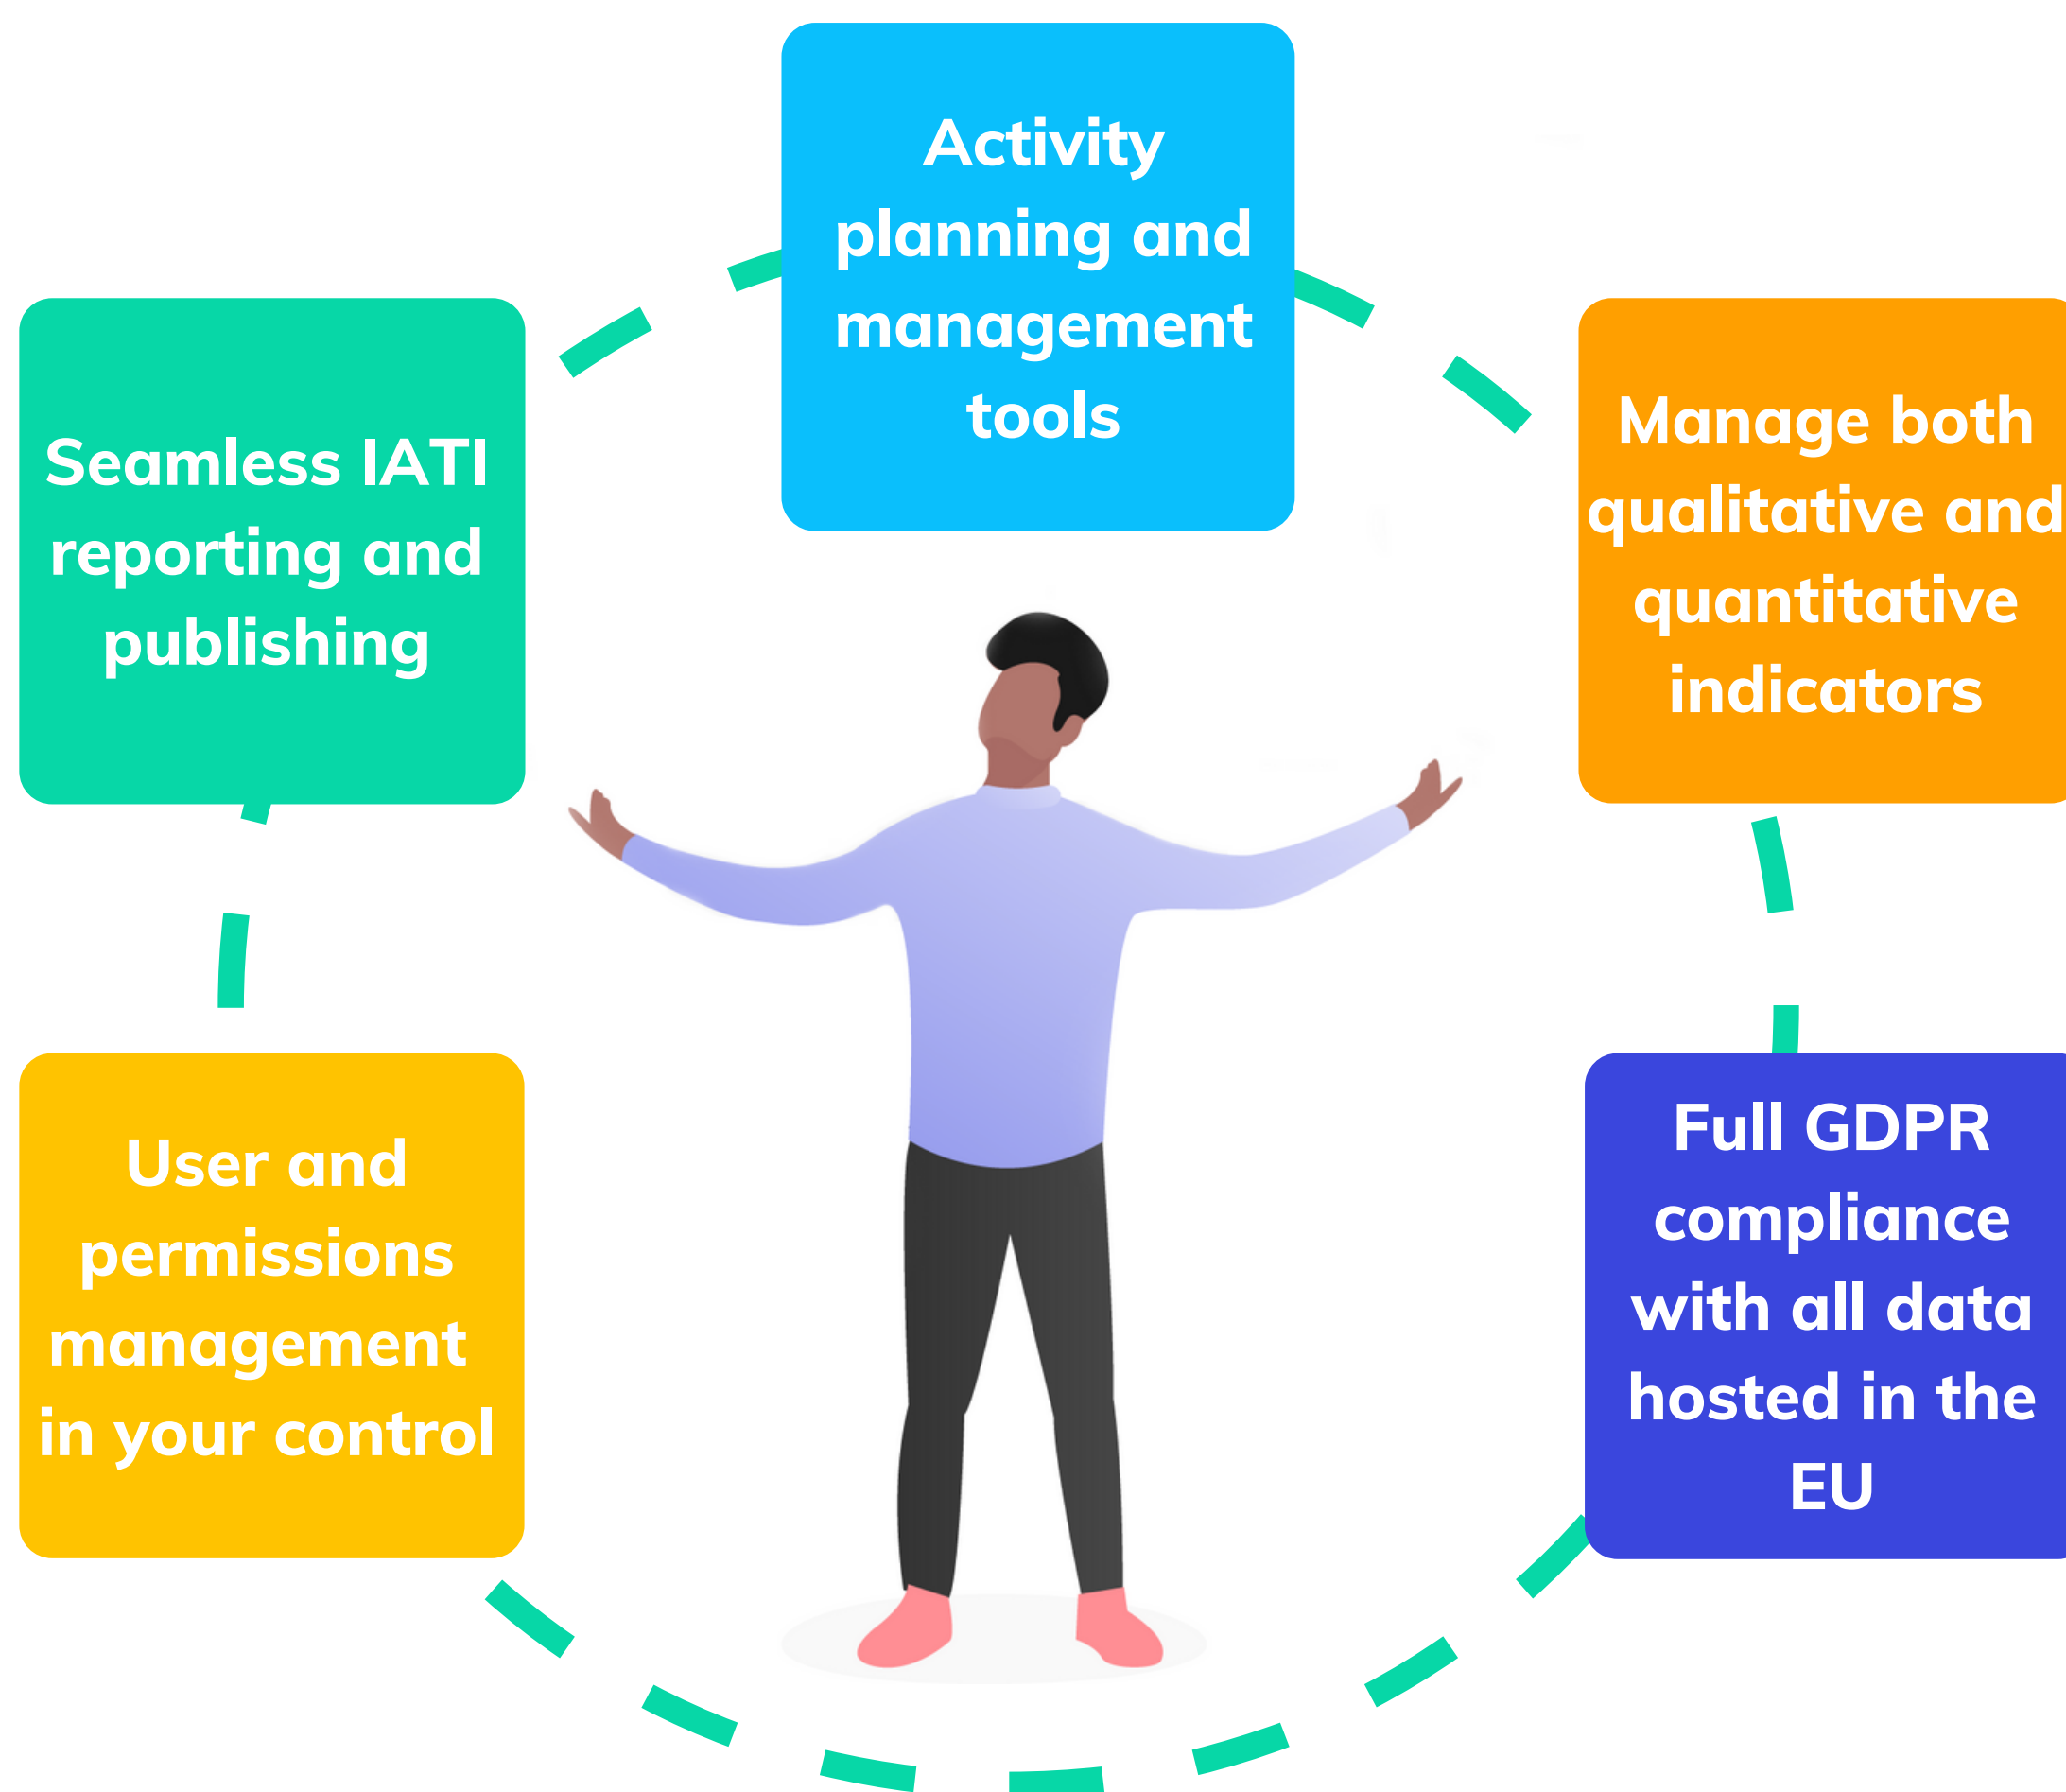 Activity
planning and
management
tools
Seamless IATI
reporting and
publishing
Manage both
qualitative and
quantitative
indicators
User and
permissions
management
in your control
Full GDPR
compliance
with all data
hosted in the
EU